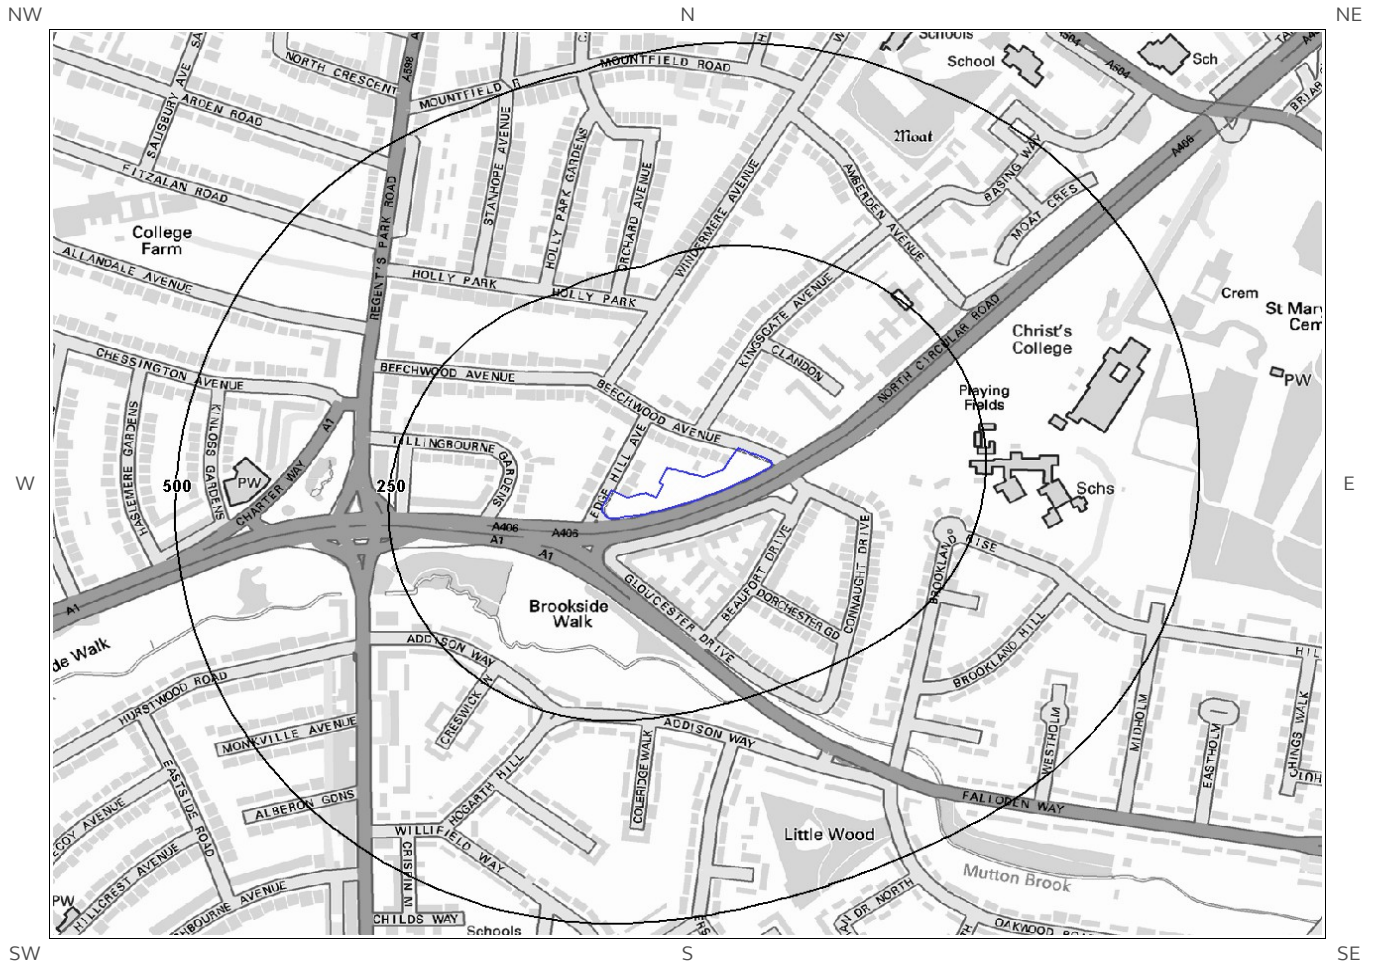 NW
N
NE
NORTH CRESCENT
A598
MOUNTFIELD R
MOUNTFIELD ROAD
Schools
School
A504
A504
Sch
SALISBURY AVE
ARDEN ROAD
FITZALAN ROAD
College
Farm
ALLANDALE AVENUE
REGENT'S PARK ROAD
STANHOPE AVENUE
HOLLY PARK GARDENS
ORCHARD AVENUE
HOLLY PARK
HOLLY PARK
WINDERMERE AVENUE
Moat
AMBERDEN AVENUE
BASING WAY
MOAT CRES
A406
Crem
St Mar
Cem
PW
Christ's
College
NORTH CIRCULAR ROAD
KINGSGATE AVENUE
CLANDON
Playing
Fields
Schs
CHESSINGTON AVENUE
BEECHWOOD AVENUE
BEECHWOOD AVENUE
HASLEMERE GARDENS
KINLOSS GARDENS
A1
CHARTER WAY
PW
TILLINGBOURNE GARDENS
EDGE HILL AVE
W
500
250
E
A406
A1
A406
A1
A1
Brookside
Walk
de Walk
GLOUCESTER DRIVE
BEAUFORT DRIVE
DORCHESTER GD
CONNAUGHT DRIVE
BROOKLAND
RISE
BROOKLAND HILL
HIL
HURSTWOOD ROAD
ADDISON WAY
CRESWICK W
MONKVILLE AVENUE
ADDISON WAY
WESTHOLM
MIDHOLM
EASTHOLM
EASTSIDE ROAD
ALBERON GDNS
HOGARTH HILL
COLERIDGE WALK
FALLODEN WAY
WILLIFIELD WAY
CRISPIN M
Little Wood
Mutton Brook
HILLCREST AVENUE
PW
CHILDS WAY
Schools
DR NORTH
SW
S
SE